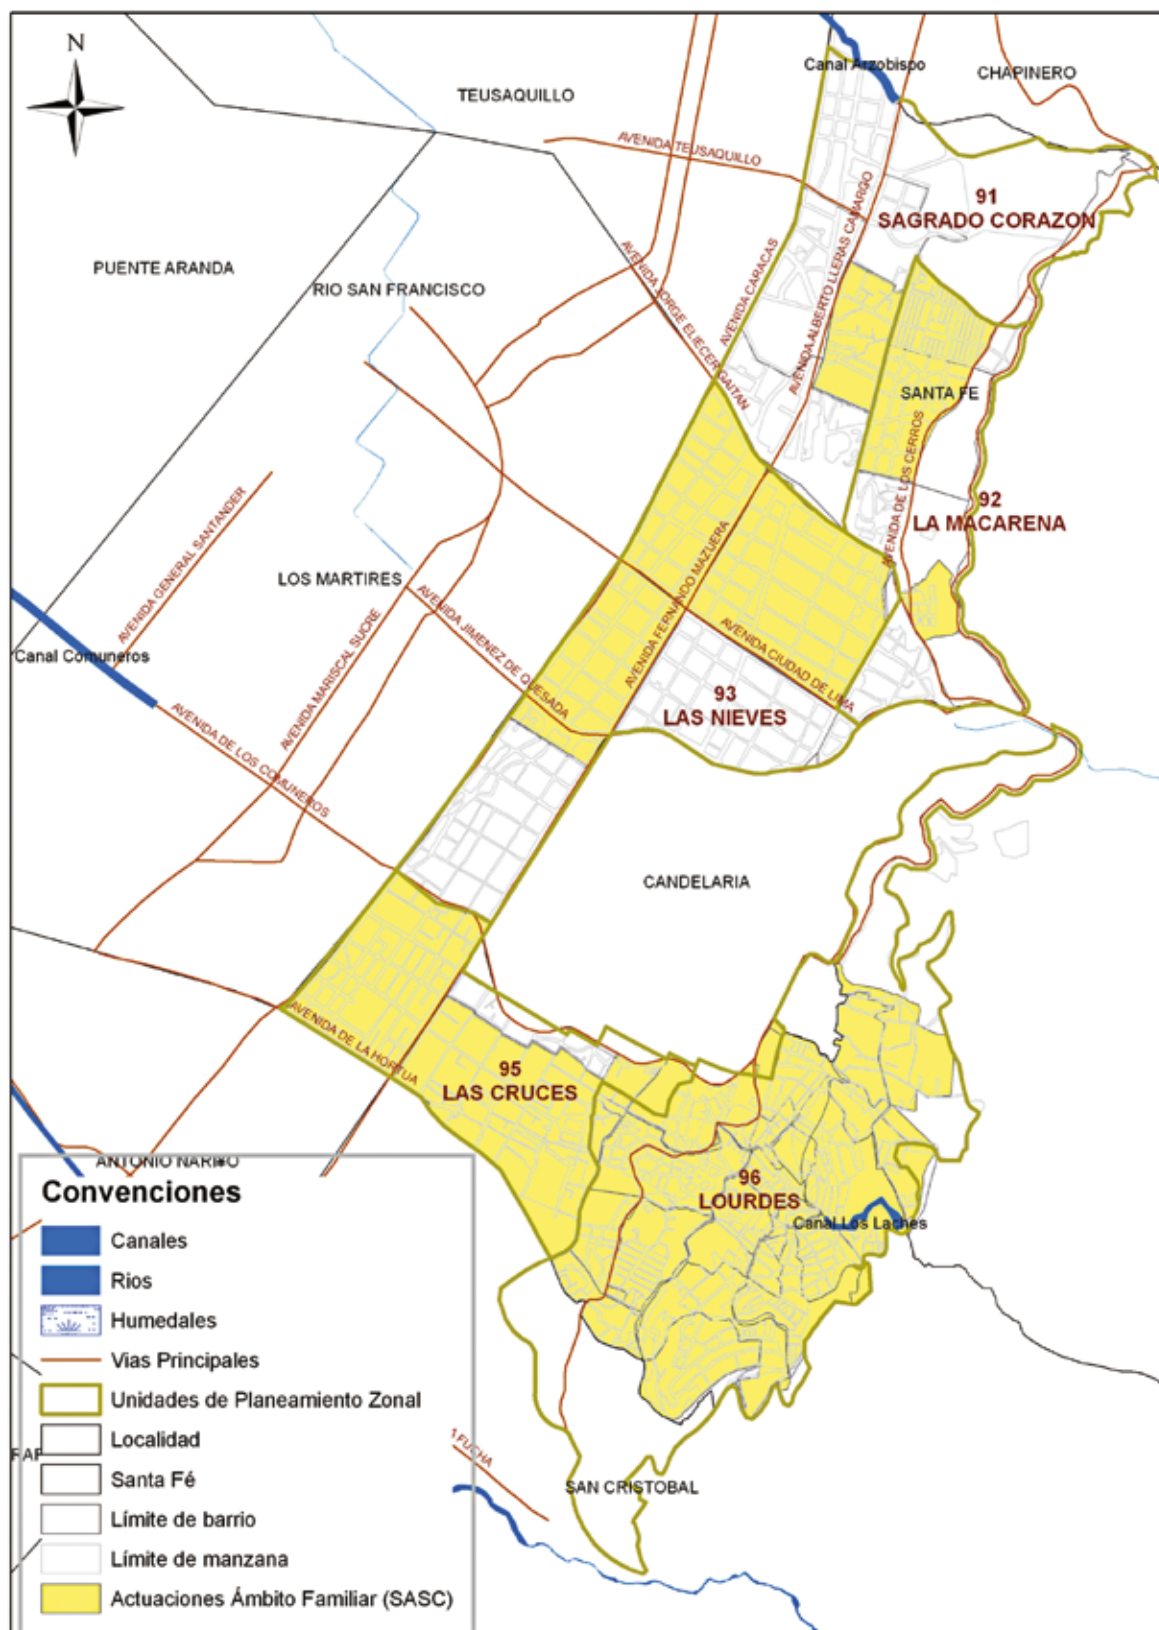 N
Canal Arzobispo
CHAPINERO
TEUSAQUILLO
AVENIDA TEUSAQUILLO
91
SAGRADO CORAZON
PUENTE ARANDA
RIO SAN FRANCISCO
AVENIDA CARACAS
AVENIDA JORGE ELIECER GAITAN
AVENIDA ALBERTO LLERAS CAMARGO
SANTA FE
AVENIDA DE LOS CERROS
92
LA MACARENA
AVENIDA GENERAL SANTANDER
LOS MARTIRES
AVENIDA FERNANDO MAZUERA
AVENIDA JIMENEZ DE QUESADA
AVENIDA MARISCAL SUCRE
AVENIDA CIUDAD DE LIMA
Canal Comuneros
93
LAS NIEVES
AVENIDA DE LOS COMUNEROS
CANDELARIA
AVENIDA DE LA HORTUA
95
LAS CRUCES
96
LOURDES
Canal Los Laches
ANTONIO NARIÑO
Convenciones
Canales
Rios
Humedales
Vias Principales
Unidades de Planeamiento Zonal
Localidad
Santa Fé
Límite de barrio
Límite de manzana
Actuaciones Ámbito Familiar (SASC)
FUCHA
SAN CRISTOBAL